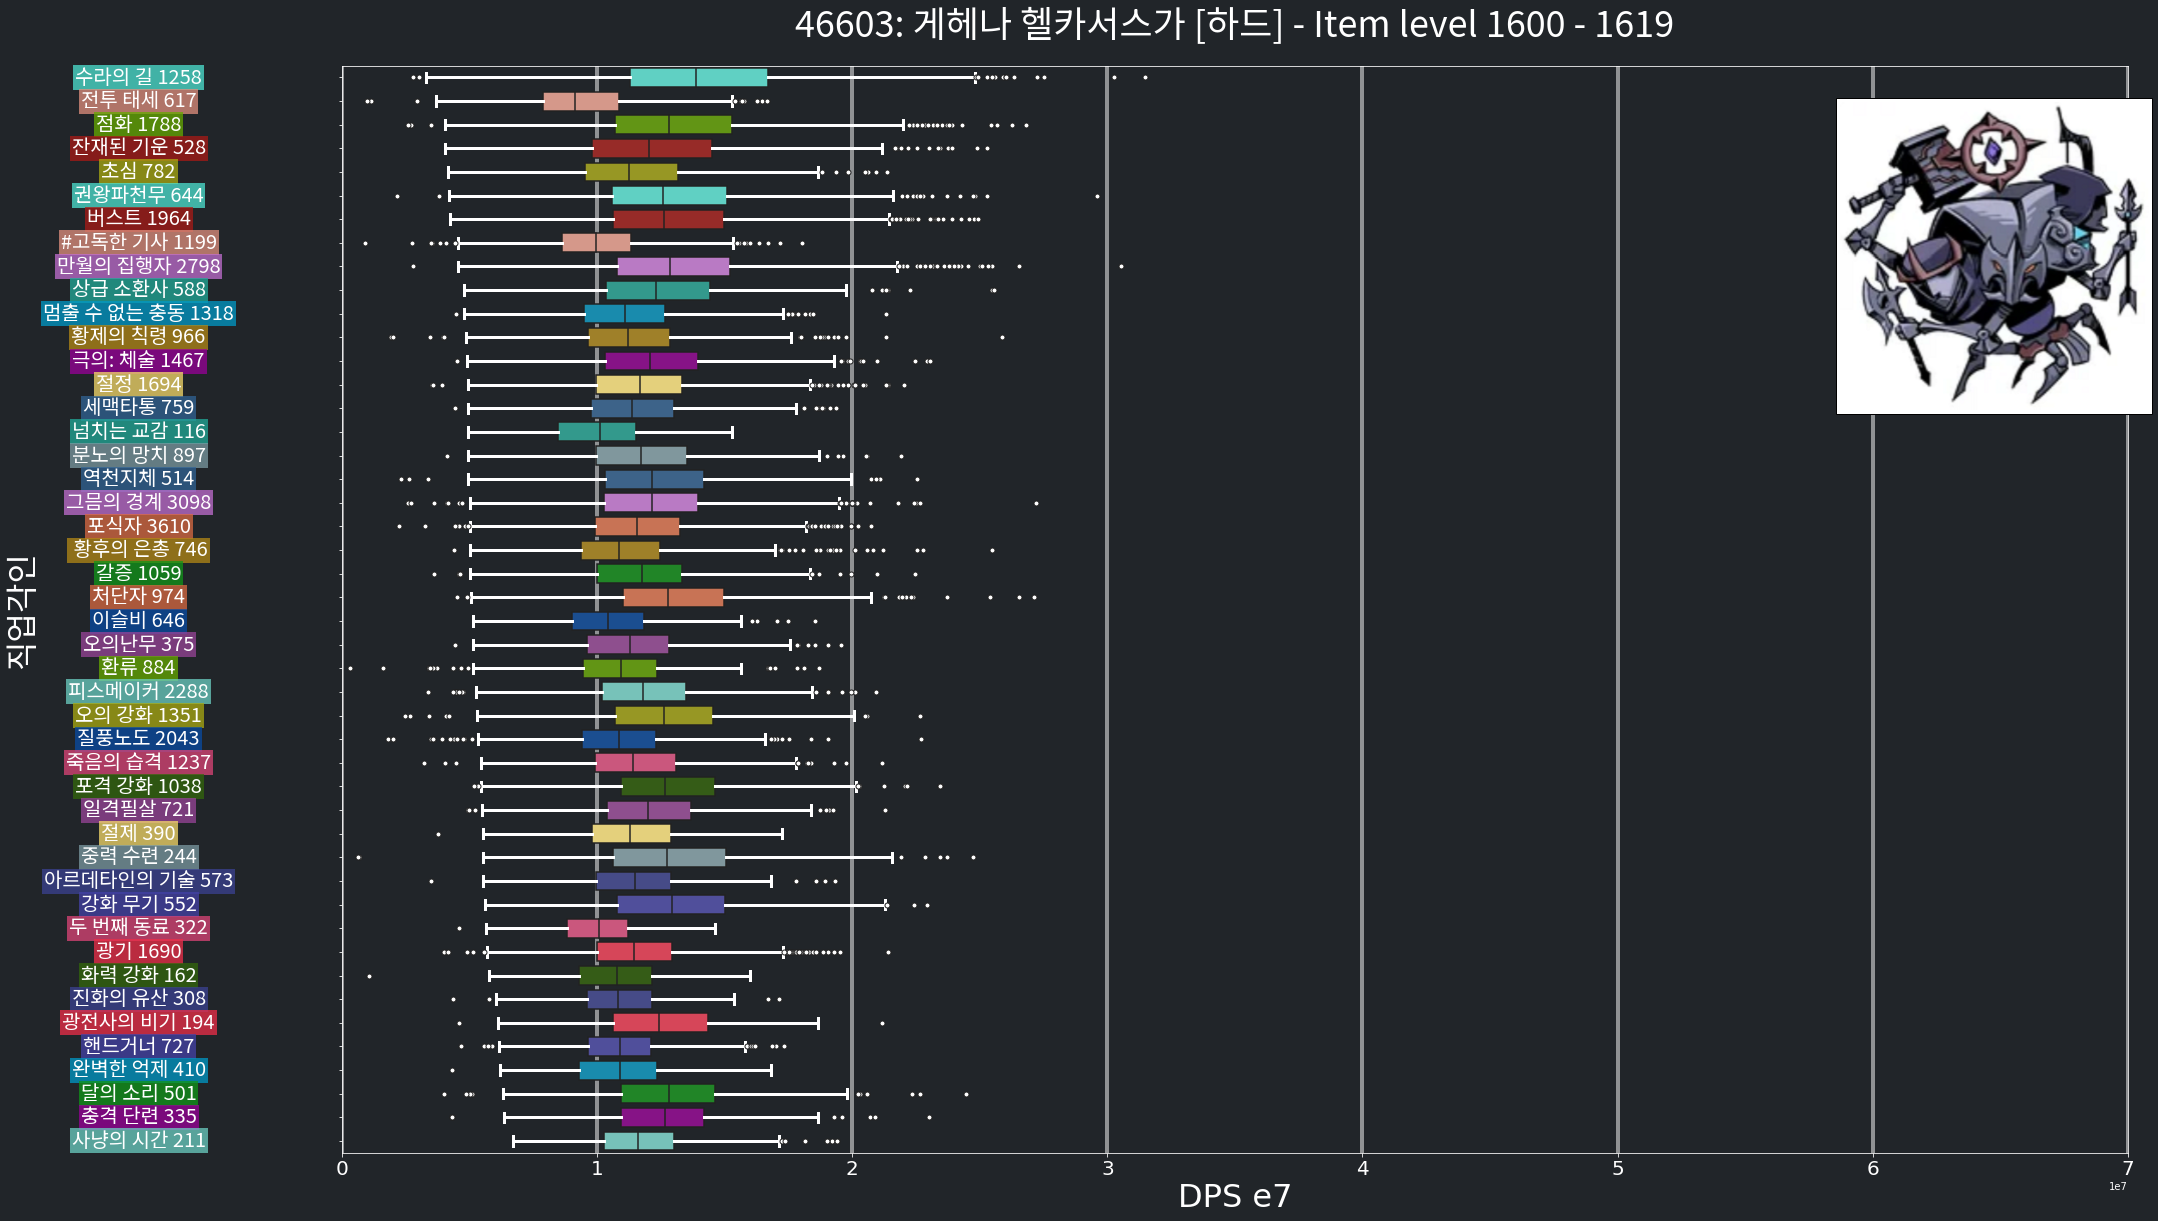 46603: 게헤나 헬카서스가 [하드] - Item level 1600 - 1619
직업각인
수라의 길 1258
전투 태세 617
점화 1788
잔재된 기운 528
초심 782
권왕파천무 644
버스트 1964
#고독한 기사 1199
만월의 집행자 2798
상급 소환사 588
멈출 수 없는 충동 1318
황제의 칙령 966
극의: 체술 1467
절정 1694
세맥타통 759
넘치는 교감 116
분노의 망치 897
역천지체 514
그믐의 경계 3098
포식자 3610
황후의 은총 746
갈증 1059
처단자 974
이슬비 646
오의난무 375
환류 884
피스메이커 2288
오의 강화 1351
질풍노도 2043
죽음의 습격 1237
포격 강화 1038
일격필살 721
절제 390
중력 수련 244
아르데타인의 기술 573
강화 무기 552
두 번째 동료 322
광기 1690
화력 강화 162
진화의 유산 308
광전사의 비기 194
핸드거너 727
완벽한 억제 410
달의 소리 501
충격 단련 335
사냥의 시간 211
0 1 2 3 4 5 6 7
1e7
DPS e7